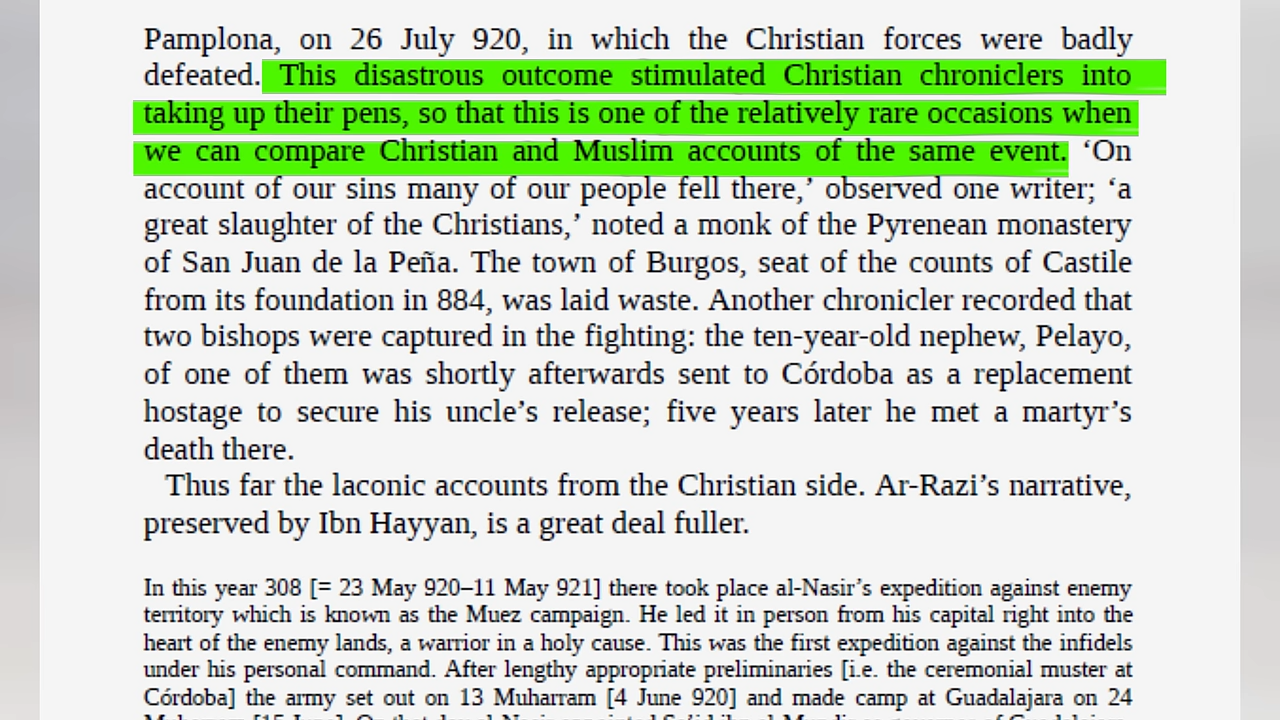 Pamplona, on 26 July 920, in which the Christian forces were badly
defeated. This disastrous outcome stimulated Christian chroniclers into
taking up their pens, so that this is one of the relatively rare occasions when
we can compare Christian and Muslim accounts of the same event. ‘On
account of our sins many of our people fell there,’ observed one writer; ‘a
great slaughter of the Christians,’ noted a monk of the Pyrenean monastery
of San Juan de la Peña. The town of Burgos, seat of the counts of Castile
from its foundation in 884, was laid waste. Another chronicler recorded that
two bishops were captured in the fighting: the ten-year-old nephew, Pelayo,
of one of them was shortly afterwards sent to Córdoba as a replacement
hostage to secure his uncle’s release; five years later he met a martyr’s
death there.
Thus far the laconic accounts from the Christian side. Ar-Razi’s narrative,
preserved by Ibn Hayyan, is a great deal fuller.
In this year 308 [= 23 May 920–11 May 921] there took place al-Nasir’s expedition against enemy
territory which is known as the Muez campaign. He led it in person from his capital right into the
heart of the enemy lands, a warrior in a holy cause. This was the first expedition against the infidels
under his personal command. After lengthy appropriate preliminaries [i.e. the ceremonial muster at
Córdoba] the army set out on 13 Muharram [4 June 920] and made camp at Guadalajara on 24